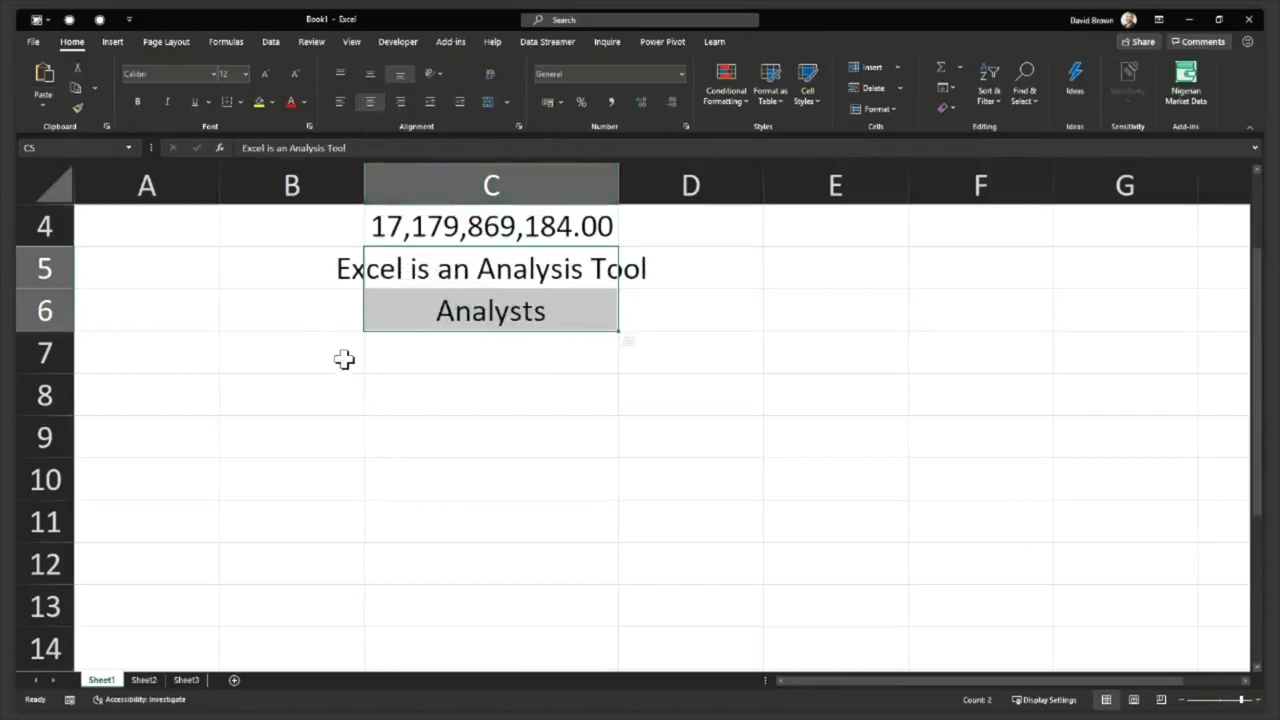 Book1 - Excel
Search
David Brown
File Home Insert Page Layout Formulas Data Review View Developer Add-ins Help Data Streamer Inquire Power Pivot Learn
Share Comments
Paste
Calibri 12
B I U
General
Conditional Formatting
Format as Table
Cell Styles
Insert
Delete
Format
Sort & Filter
Find & Select
Ideas
Sensitivity
Nigerian Market Data
Clipboard Font Alignment Number Styles Cells Editing Ideas Sensitivity Add-ins
C5 fx Excel is an Analysis Tool
A B C D E F G
4 17,179,869,184.00
5 Excel is an Analysis Tool
6 Analysts
7
8
9
10
11
12
13
14
Sheet1 Sheet2 Sheet3
Ready Accessibility: Investigate Count: 2 Display Settings